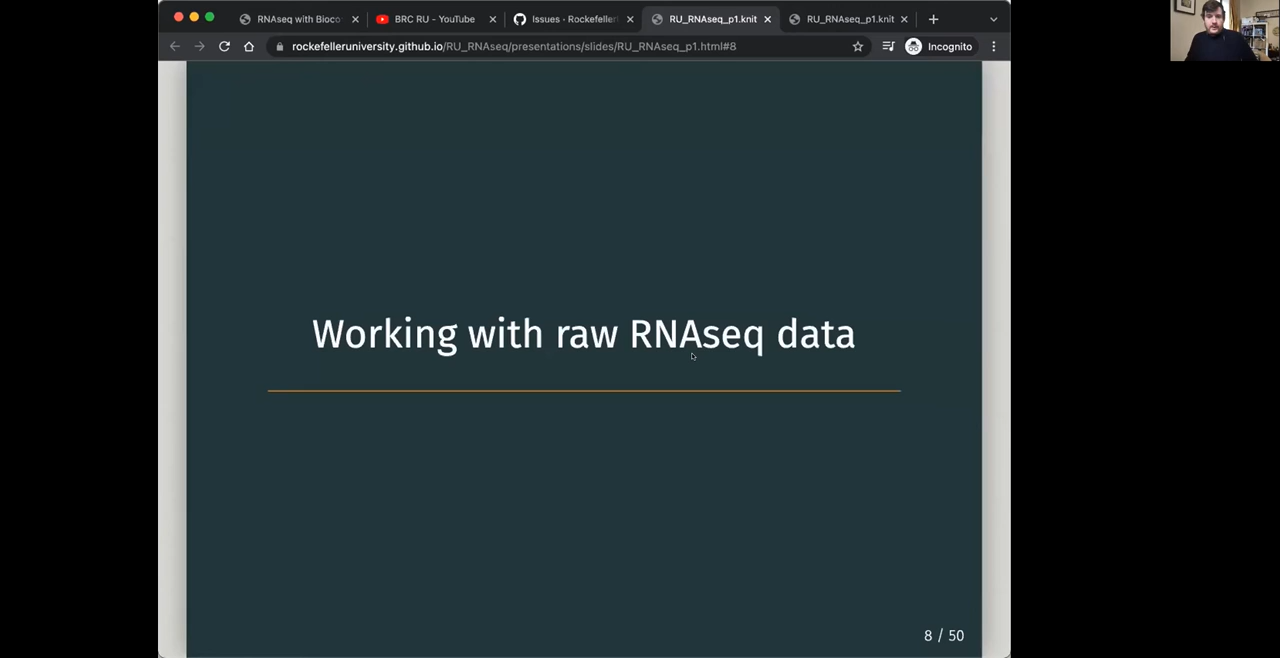 RNAseq with Bioco
BRC RU - YouTube
Issues · Rockefeller
RU_RNAseq_p1.knit
RU_RNAseq_p1.knit
rockefelleruniversity.github.io/RU_RNAseq/presentations/slides/RU_RNAseq_p1.html#8
Incognito
Working with raw RNAseq data
8 / 50